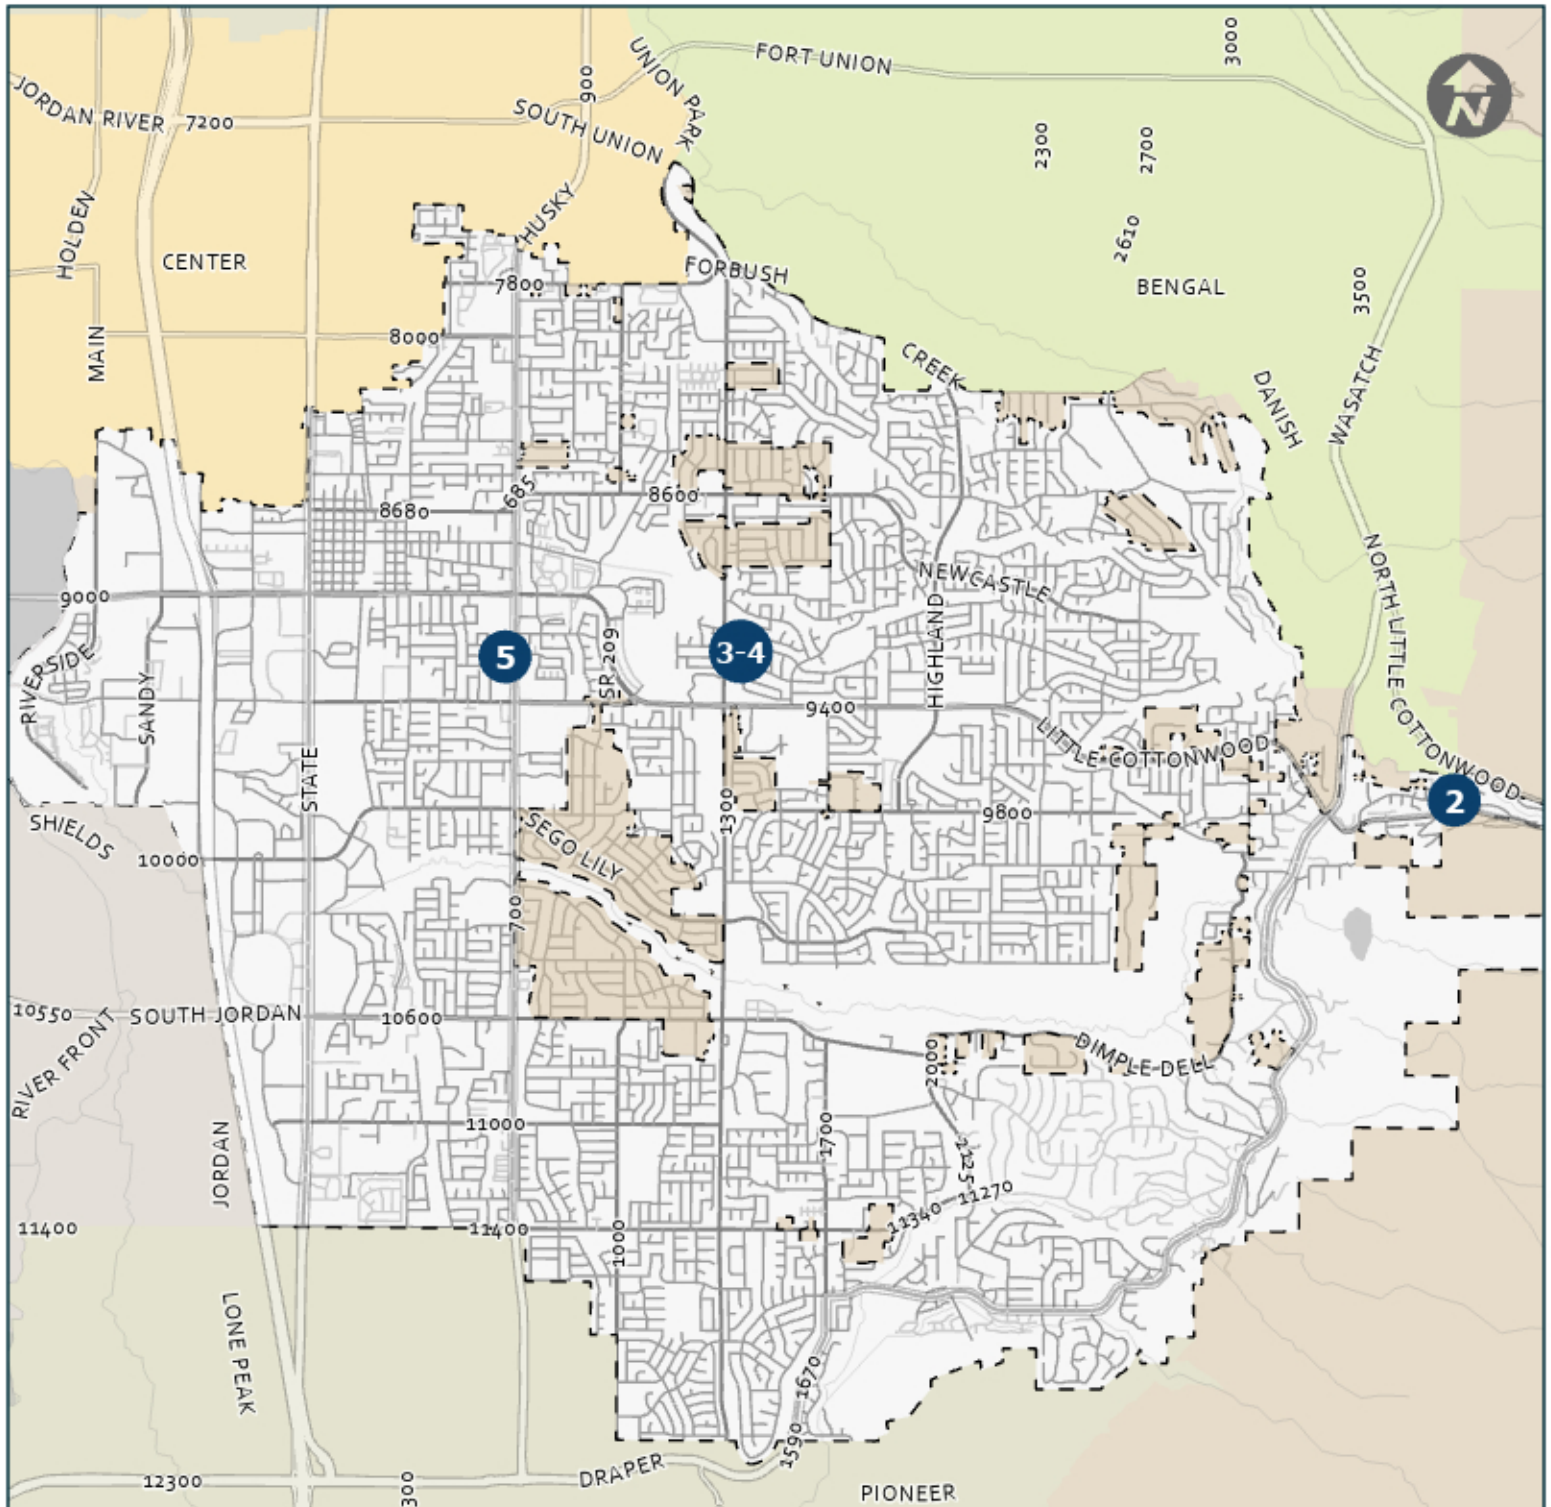 3000
FORT UNION
UNION PARK
900
JORDAN RIVER
7200
SOUTH UNION
N
2300
2700
HOLDEN
HUSKY
2610
CENTER
FORBUSH
7800
BENGAL
3500
MAIN
8000
CREEK
DANISH
WASATCH
685
8600
8680
NEWCASTLE
NORTH LITTLE COTTONWOOD
9000
5
3-4
SR 209
HIGHLAND
RIVERSIDE
SANDY
9400
LITTLE COTTONWOOD
STATE
2
1300
9800
SHIELDS
SEGO LILY
10000
700
10550
SOUTH JORDAN
10600
RIVER FRONT
2000
DIMPLE DELL
JORDAN
11000
1700
11255
11270
11340
11400
11400
1000
LONE PEAK
1670
1590
DRAPER
12300
300
PIONEER